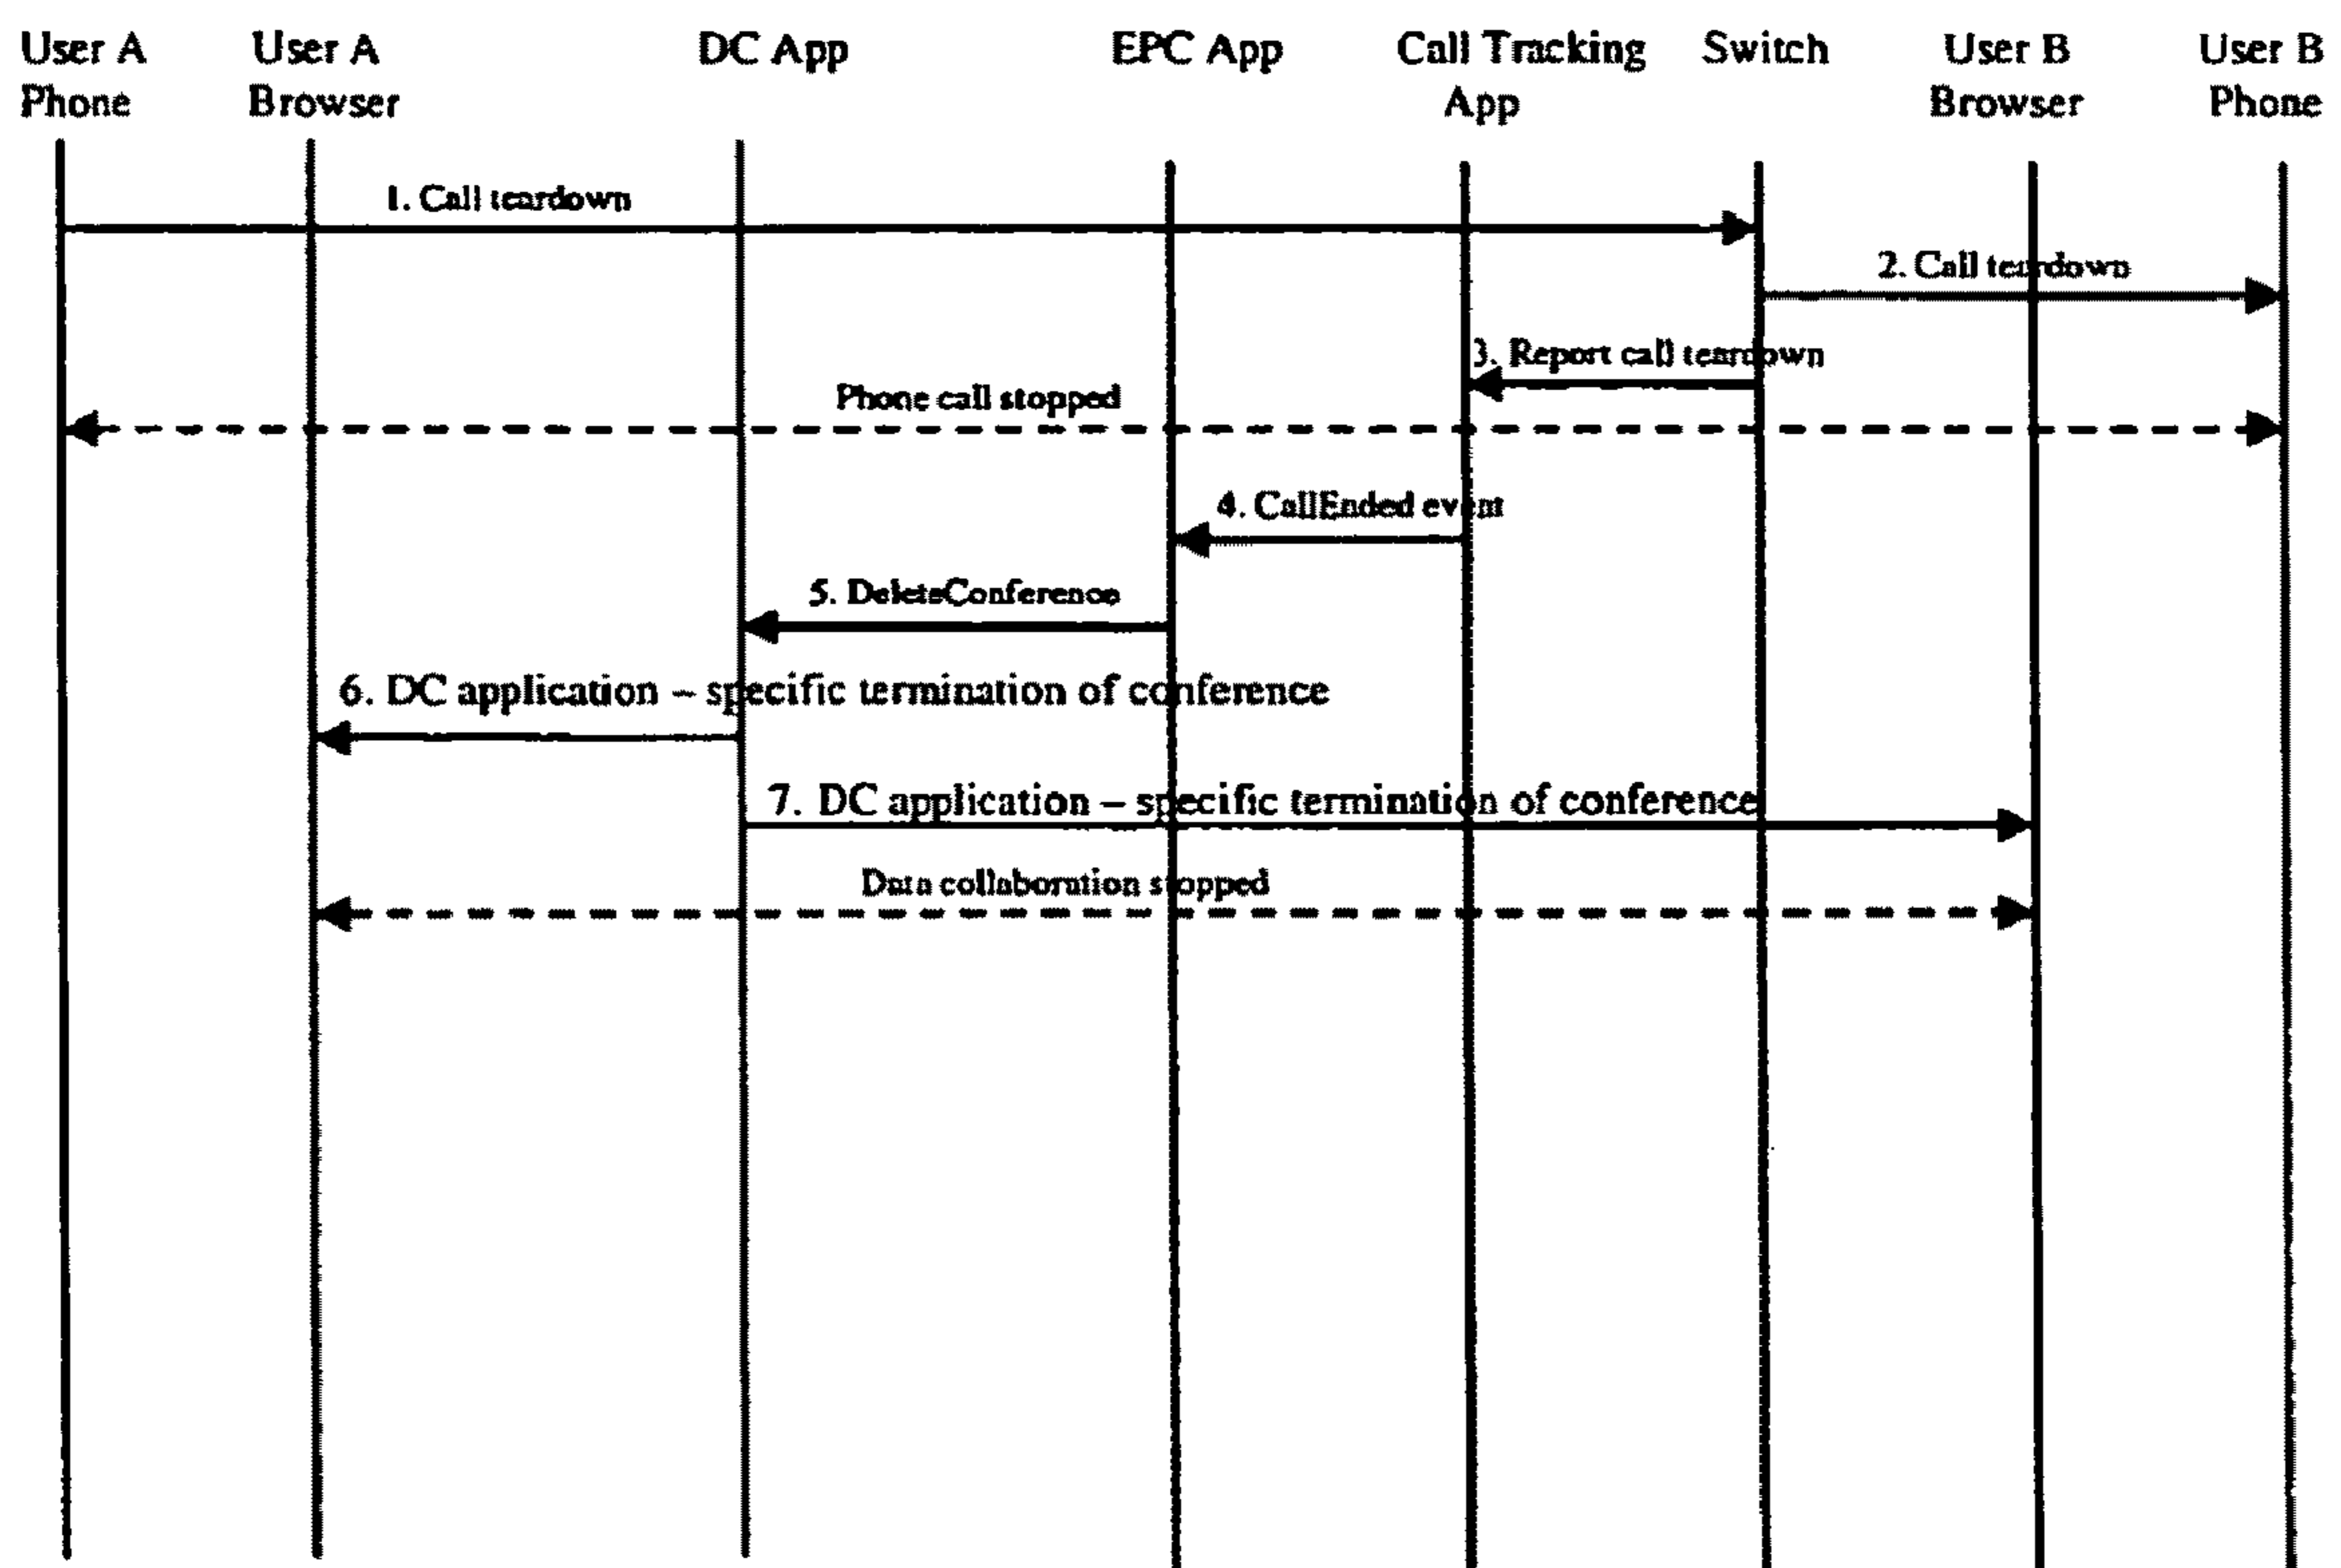 User A User A DC App EPC App Call Tracking Switch User B User B
Phone Browser App Browser Phone
1. Call teardown
2. Call teardown
3. Report call teardown
Phone call stopped
4. CallEnded event
5. DeleteConference
6. DC application – specific termination of conference
7. DC application – specific termination of conference
Data collaboration stopped